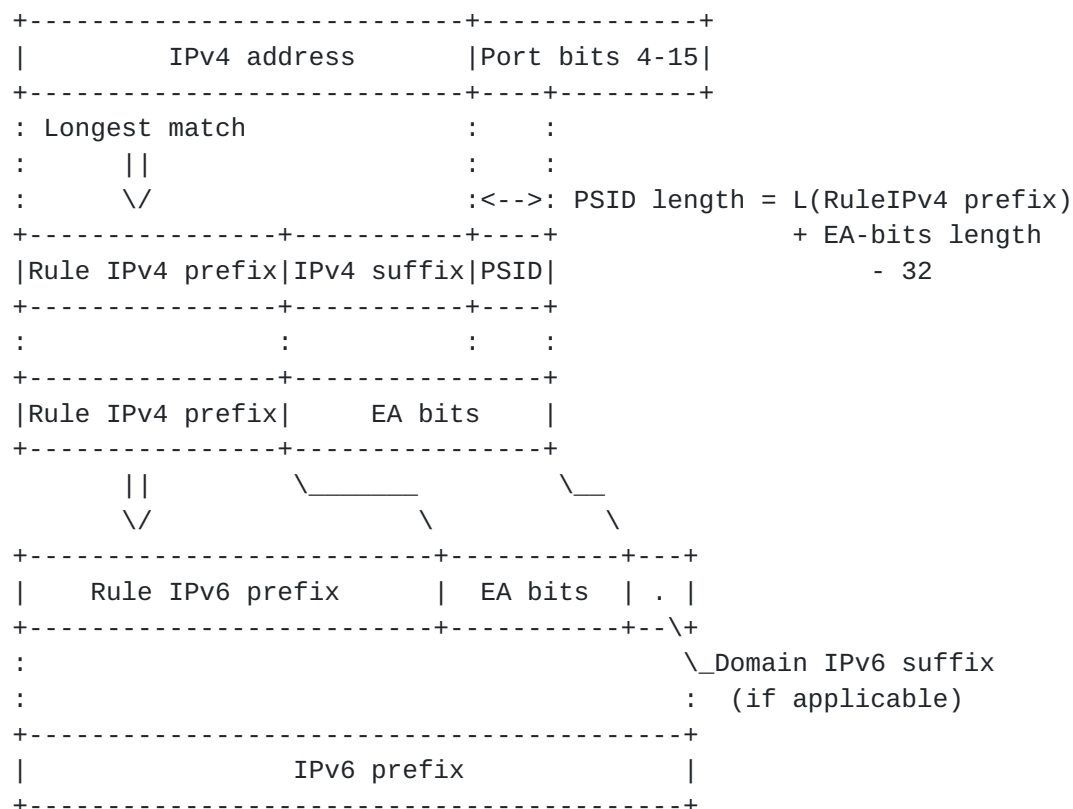 +----------------------------+--------------+
|         IPv4 address       |Port bits 4-15|
+----------------------------+----+---------+
: Longest match              :    :
:      ||                    :    :
:      \/                    :<-->: PSID length = L(RuleIPv4 prefix)
+----------------+-----------+----+               + EA-bits length
|Rule IPv4 prefix|IPv4 suffix|PSID|                    - 32
+----------------+-----------+----+
:                :           :    :
+----------------+----------------+
|Rule IPv4 prefix|     EA bits    |
+----------------+----------------+
       ||         \_______         \__
       \/                 \           \
+--------------------------+-----------+---+
|    Rule IPv6 prefix      |  EA bits  | . |
+--------------------------+-----------+--\+
:                                          \_Domain IPv6 suffix
:                                          :  (if applicable)
+------------------------------------------+
|                 IPv6 prefix              |
+------------------------------------------+